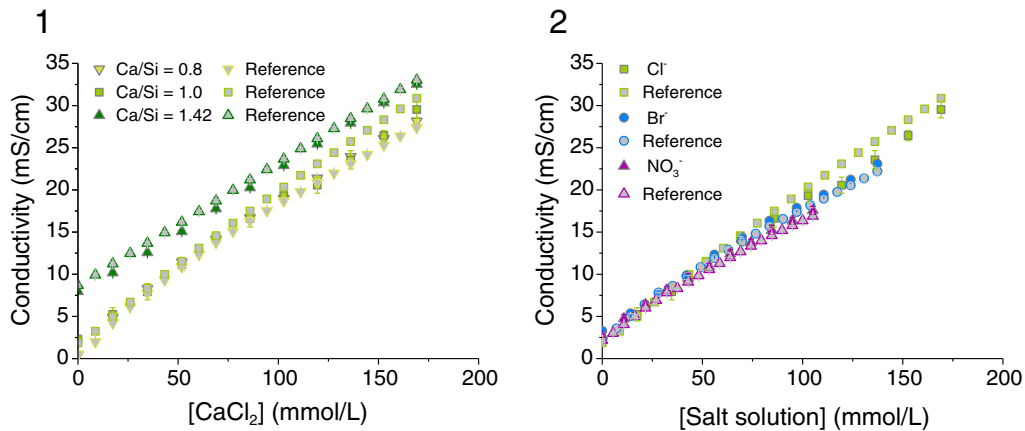 1
35
30
25
20
15
10
5
0
Conductivity (mS/cm)
Ca/Si = 0.8 Reference
Ca/Si = 1.0 Reference
Ca/Si = 1.42 Reference
0 50 100 150 200
[CaCl₂] (mmol/L)
2
35
30
25
20
15
10
5
0
Conductivity (mS/cm)
Cl⁻
Reference
Br⁻
Reference
NO₃⁻
Reference
0 50 100 150 200
[Salt solution] (mmol/L)